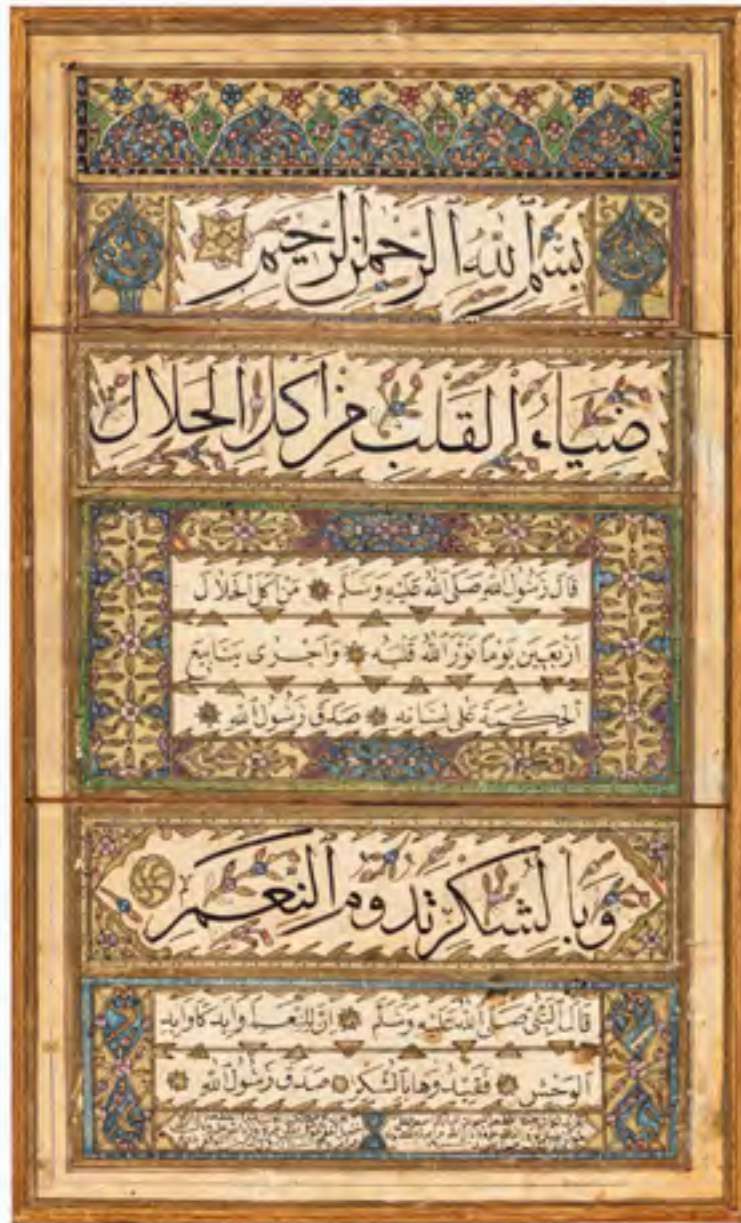 بسم الله الرحمن الرحيم
ضياء القلب من اكل الحلال
قال رسول الله صلى الله عليه وسلم من اكل الحلال
اربعين يوما نور الله قلبه واجرى ينابيع
الحكمة على لسانه صدق رسول الله
وبالشكر تدوم النعم
قال النبي صلى الله عليه وسلم ان للنعم اوابد كاوابد
الوحش فقيدوها بالشكر صدق رسول الله